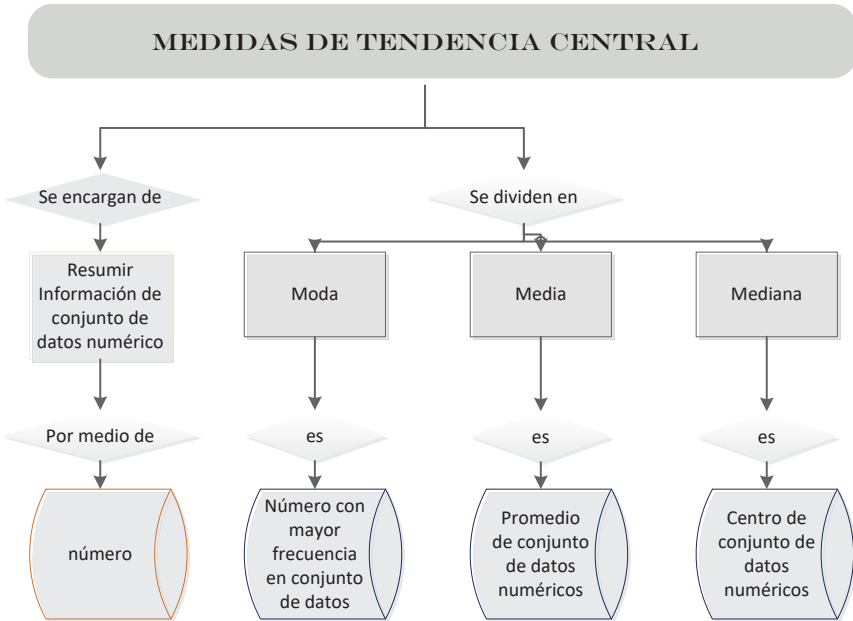 MEDIDAS DE TENDENCIA CENTRAL
Se encargan de
Se dividen en
Resumir
Información de
conjunto de
datos numérico
Moda
Media
Mediana
Por medio de
es
es
es
número
Número con
mayor
frecuencia
en conjunto
de datos
Promedio
de conjunto
de datos
numéricos
Centro de
conjunto de
datos
numéricos